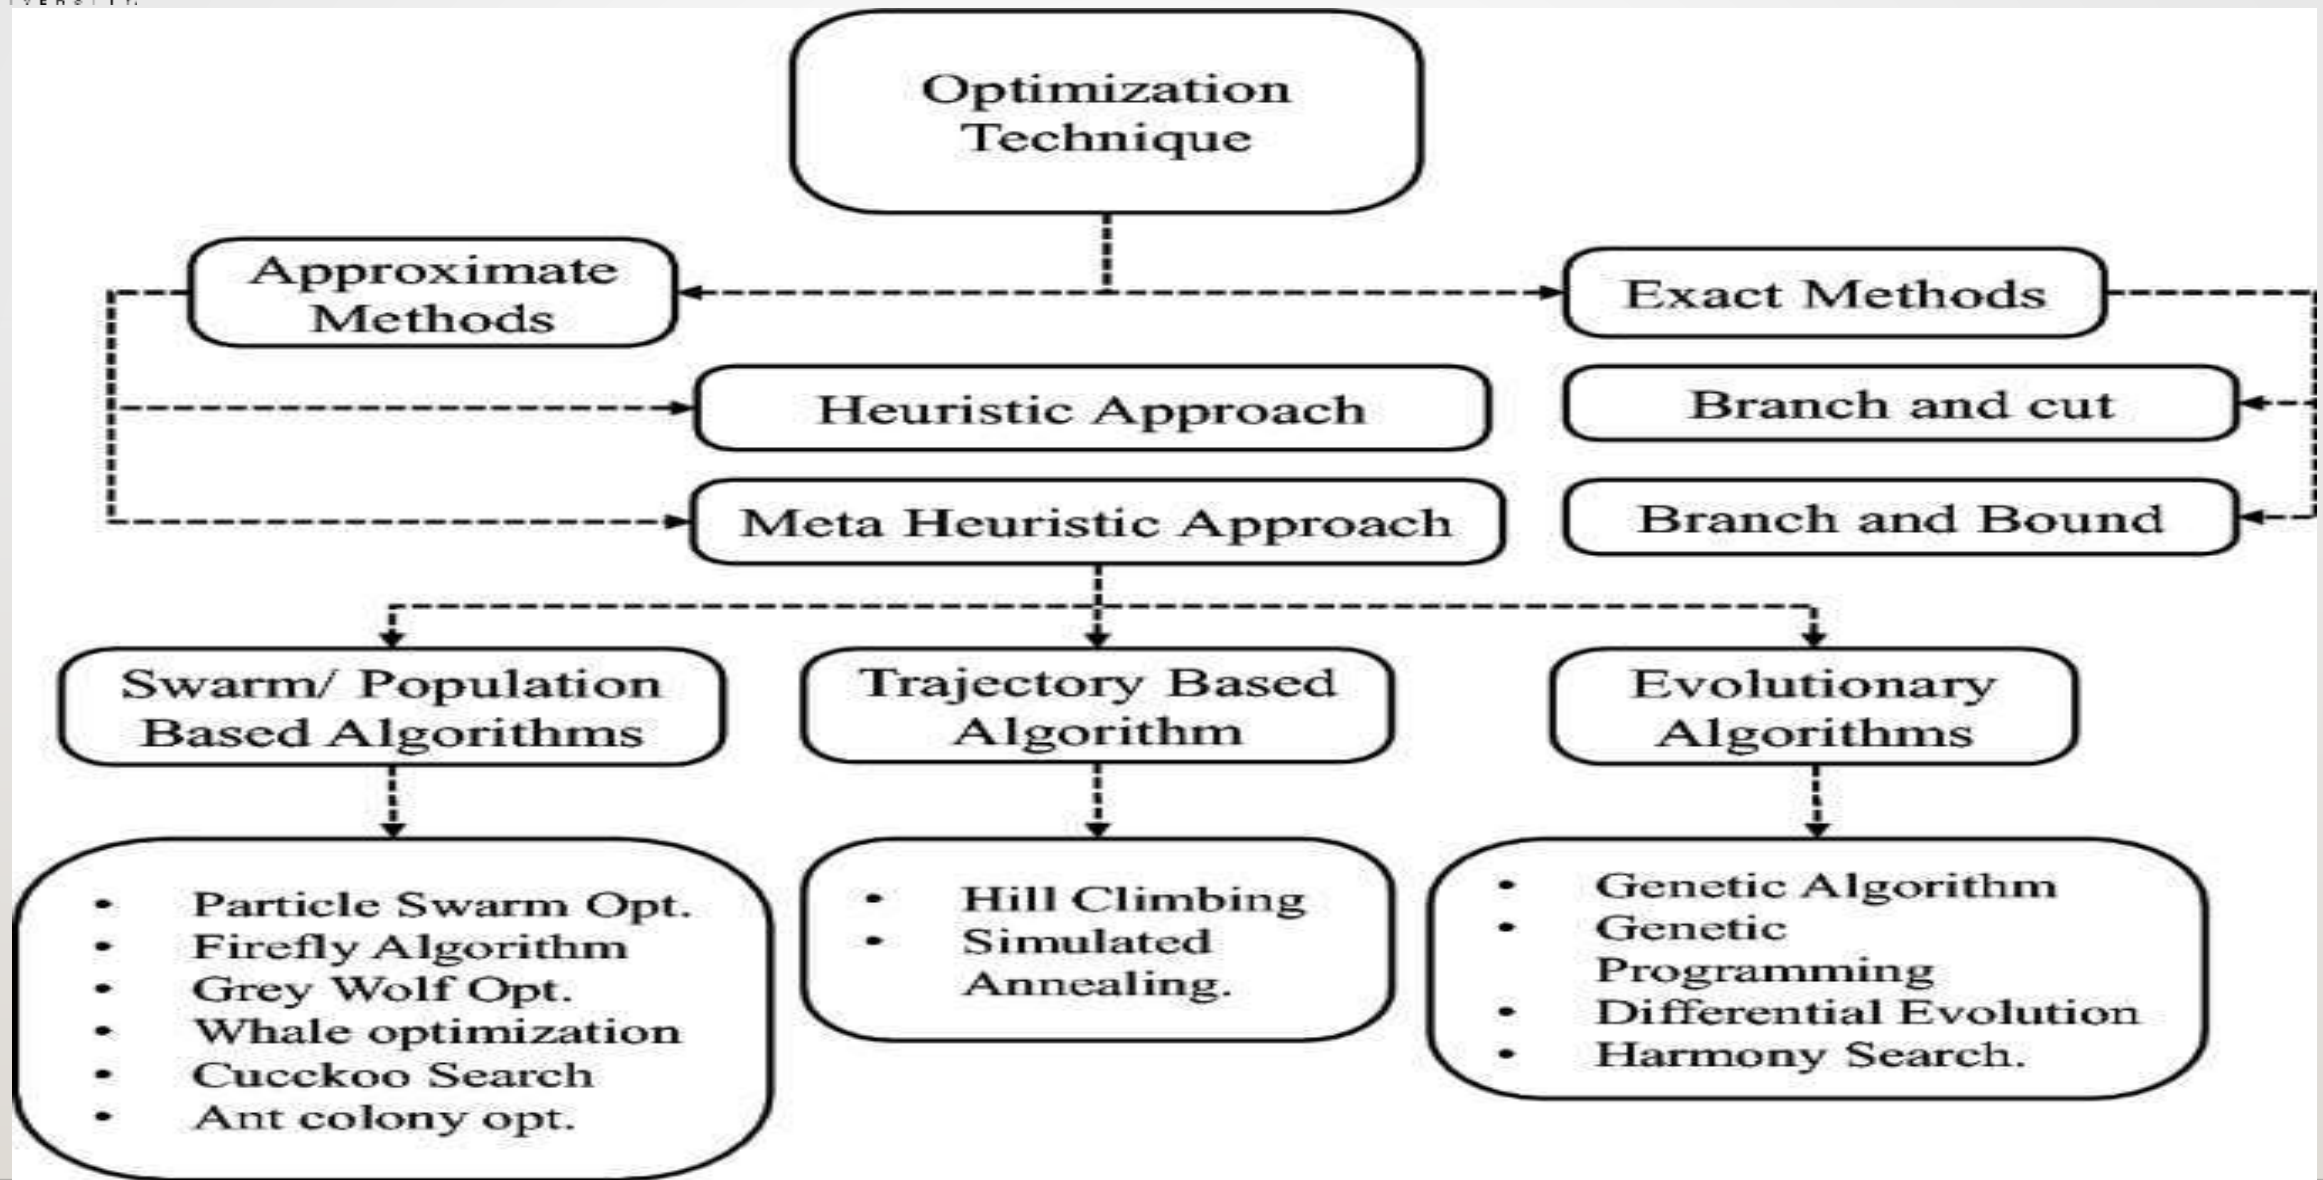 Optimization
Technique
Approximate
Methods
Exact Methods
Heuristic Approach
Branch and cut
Meta Heuristic Approach
Branch and Bound
Swarm/ Population
Based Algorithms
Trajectory Based
Algorithm
Evolutionary
Algorithms
• Particle Swarm Opt.
• Firefly Algorithm
• Grey Wolf Opt.
• Whale optimization
• Cucckoo Search
• Ant colony opt.
• Hill Climbing
• Simulated
Annealing.
• Genetic Algorithm
• Genetic
Programming
• Differential Evolution
• Harmony Search.